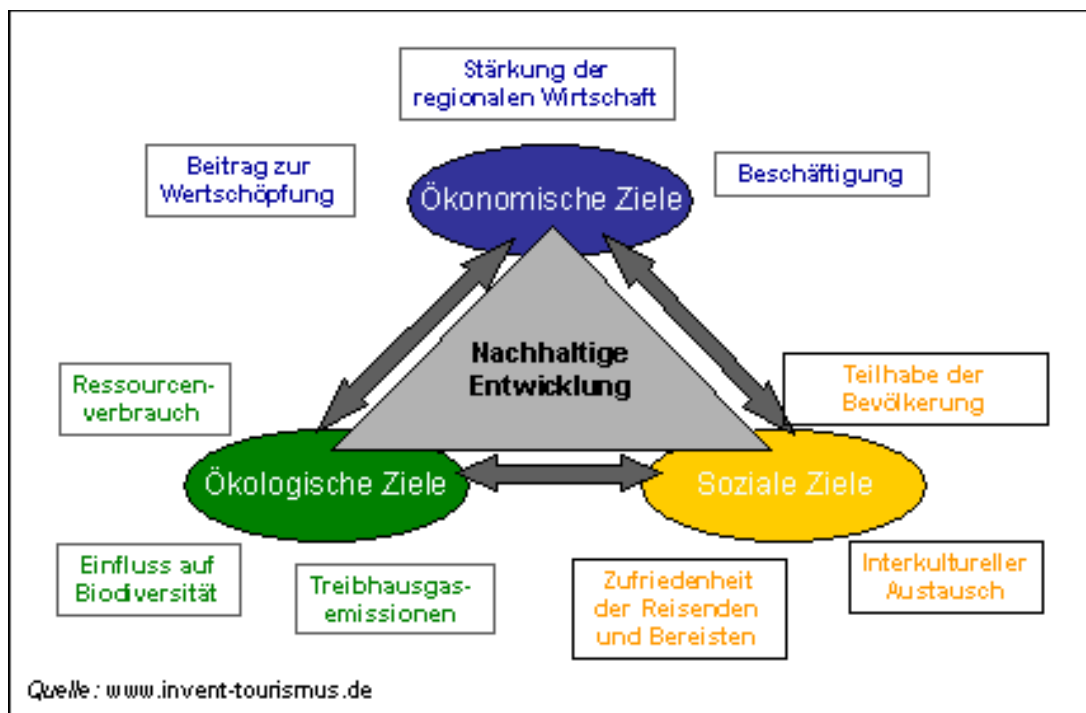 Stärkung der
regionalen Wirtschaft
Beitrag zur
Wertschöpfung
Ökonomische Ziele
Beschäftigung
Nachhaltige
Entwicklung
Ressourcen-
verbrauch
Teilhabe der
Bevölkerung
Ökologische Ziele
Soziale Ziele
Einfluss auf
Biodiversität
Treibhausgas-
emissionen
Zufriedenheit
der Reisenden
und Bereisten
Interkultureller
Austausch
Quelle: www.invent-tourismus.de